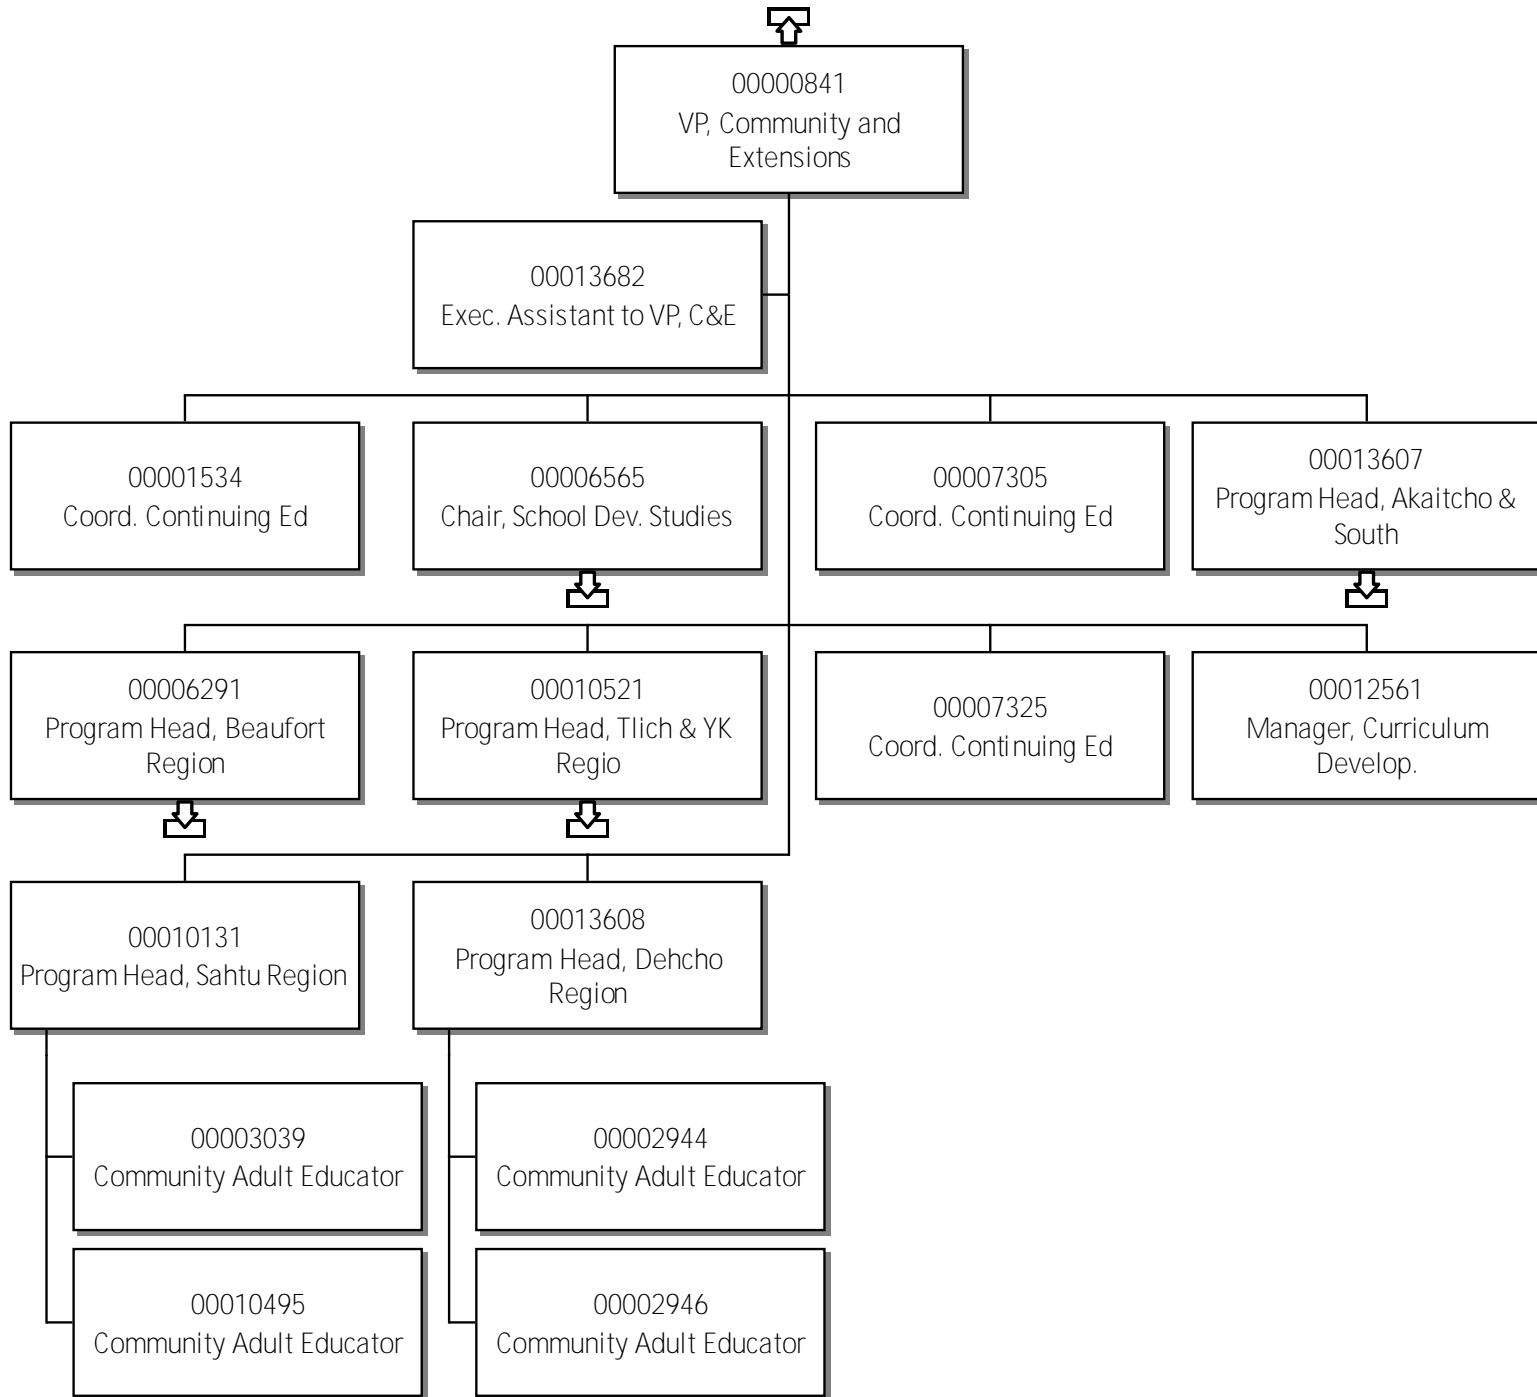 00000841
VP, Community and
Extensions
00013682
Exec. Assistant to VP, C&E
00001534
Coord. Continuing Ed
00006565
Chair, School Dev. Studies
00007305
Coord. Continuing Ed
00013607
Program Head, Akaitcho &
South
00006291
Program Head, Beaufort
Region
00010521
Program Head, Tlich & YK
Regio
00007325
Coord. Continuing Ed
00012561
Manager, Curriculum
Develop.
00010131
Program Head, Sahtu Region
00013608
Program Head, Dehcho
Region
00003039
Community Adult Educator
00002944
Community Adult Educator
00010495
Community Adult Educator
00002946
Community Adult Educator